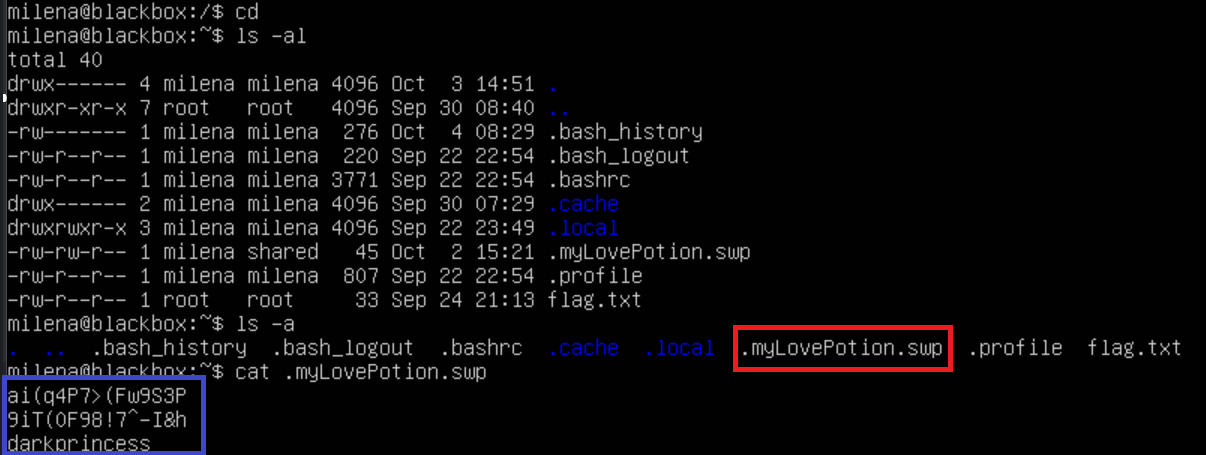 milena@blackbox:/$ cd
milena@blackbox:~$ ls -al
total 40
drwx------ 4 milena milena 4096 Oct  3 14:51 .
drwxr-xr-x 7 root   root   4096 Sep 30 08:40 ..
-rw------- 1 milena milena  276 Oct  4 08:29 .bash_history
-rw-r--r-- 1 milena milena  220 Sep 22 22:54 .bash_logout
-rw-r--r-- 1 milena milena 3771 Sep 22 22:54 .bashrc
drwx------ 2 milena milena 4096 Sep 30 07:29 .cache
drwxrwxr-x 3 milena milena 4096 Sep 22 23:49 .local
-rw-rw-r-- 1 milena shared   45 Oct  2 15:21 .myLovePotion.swp
-rw-r--r-- 1 milena milena  807 Sep 22 22:54 .profile
-rw-r--r-- 1 root   root     33 Sep 24 21:13 flag.txt
milena@blackbox:~$ ls -a
.  ..  .bash_history  .bash_logout  .bashrc  .cache  .local  .myLovePotion.swp  .profile  flag.txt
milena@blackbox:~$ cat .myLovePotion.swp
ai(q4P7>(Fw9S3P
9iT(0F98!7^-I&h
darkprincess